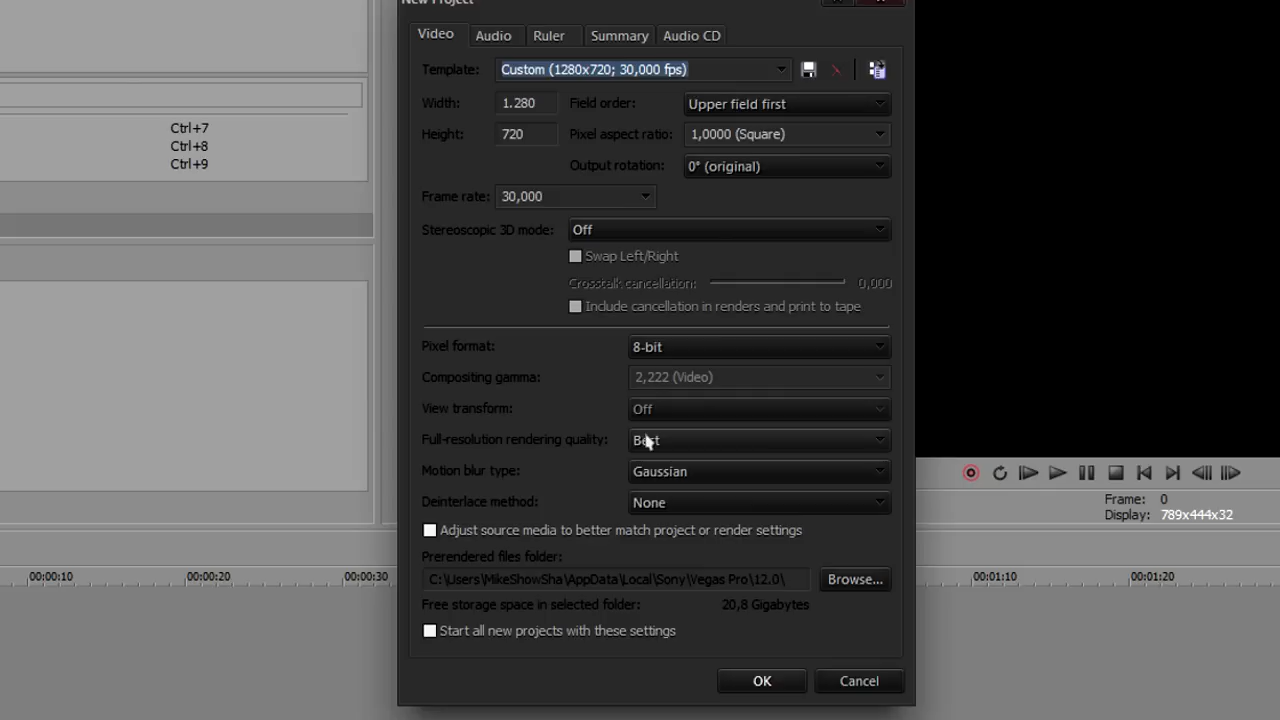 New Project
Video Audio Ruler Summary Audio CD
Template: Custom (1280x720; 30,000 fps)
Width: 1.280 Field order: Upper field first
Height: 720 Pixel aspect ratio: 1,0000 (Square)
Output rotation: 0° (original)
Frame rate: 30,000
Stereoscopic 3D mode: Off
Swap Left/Right
Crosstalk cancellation: 0,000
Include cancellation in renders and print to tape
Pixel format: 8-bit
Compositing gamma: 2,222 (Video)
View transform: Off
Full-resolution rendering quality: Best
Motion blur type: Gaussian
Deinterlace method: None
Adjust source media to better match project or render settings
Prerendered files folder:
C:\Users\MikeShowSha\AppData\Local\Sony\Vegas Pro\12.0\ Browse...
Free storage space in selected folder: 20,8 Gigabytes
Start all new projects with these settings
OK Cancel
Ctrl+7
Ctrl+8
Ctrl+9
Frame: 0
Display: 789x444x32
00:00:10 00:00:20 00:00:30 00:01:10 00:01:20